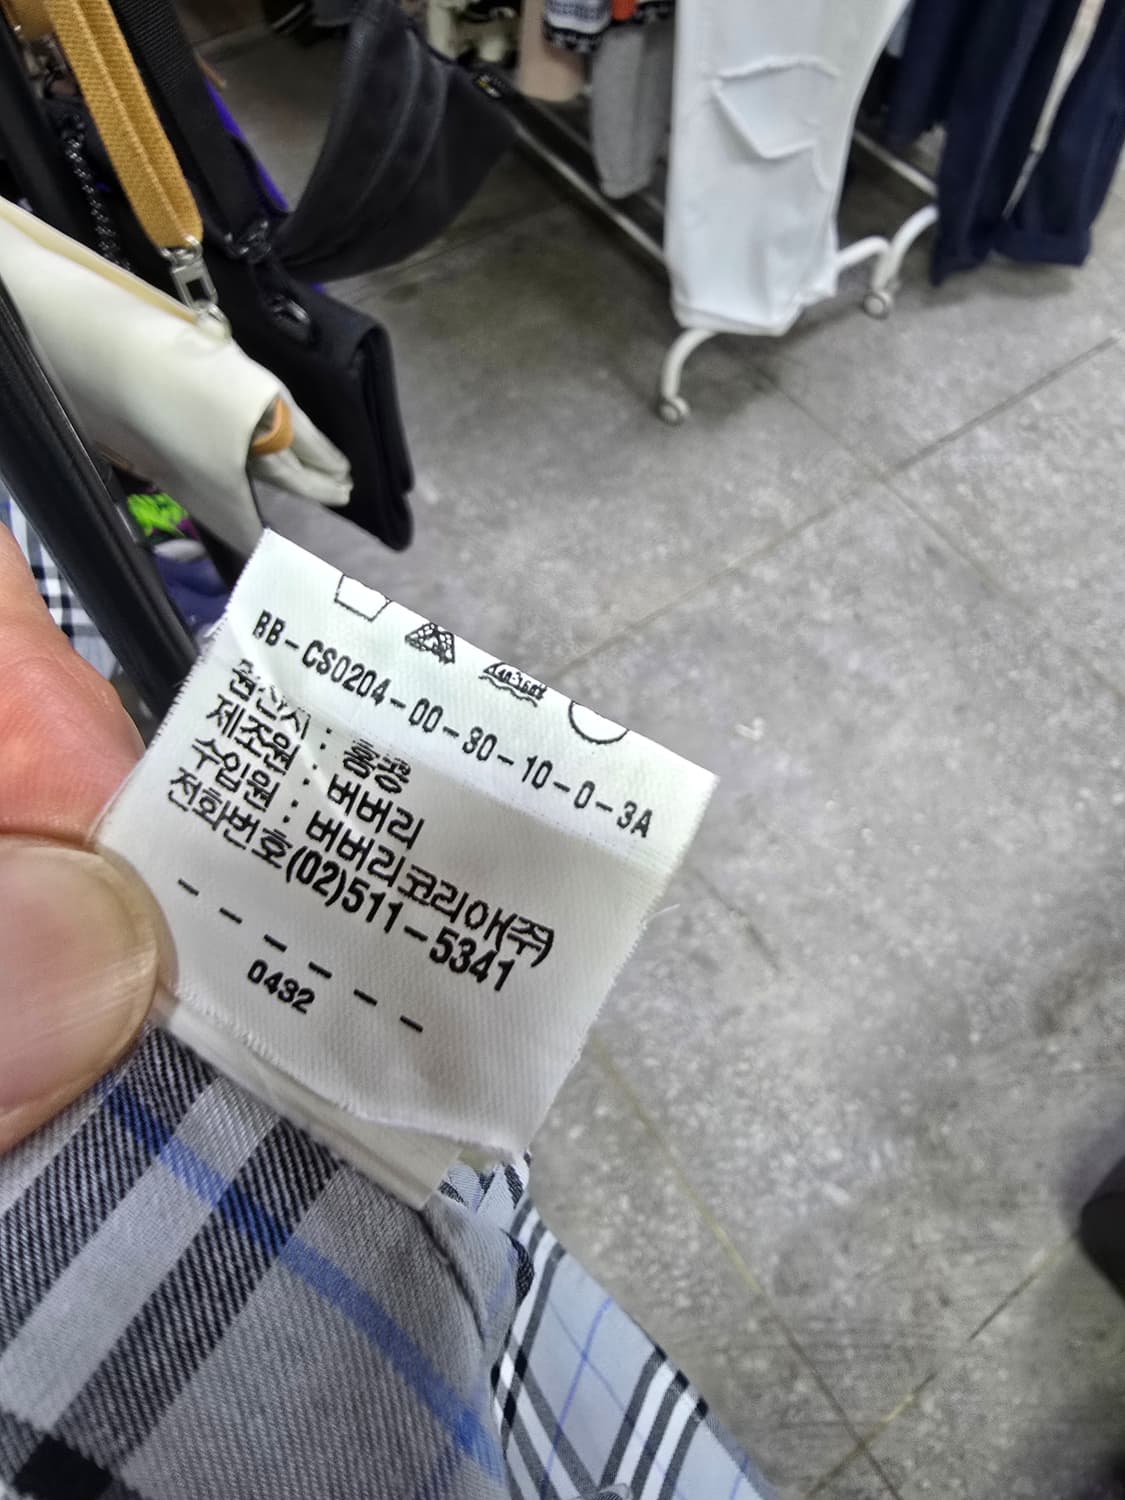 BB-CS0204-00-30-10-0-3A
원산지 : 홍콩
제조원 : 버버리
수입원 : 버버리코리아(주)
전화번호(02)511-5341
- - - - - -
0432